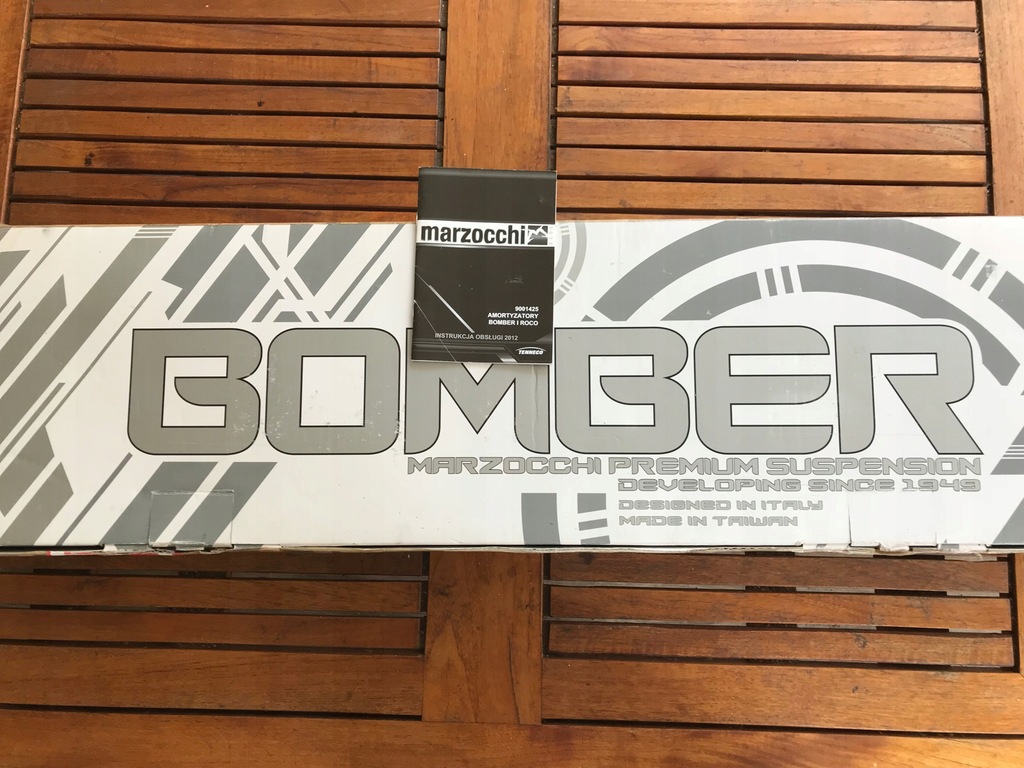 marzocchi
9001425
AMORTYZATORY
BOMBER I ROCO
INSTRUKCJA OBSŁUGI 2012
TENNECO
BOMBER
MARZOCCHI PREMIUM SUSPENSION
DEVELOPING SINCE 1949
DESIGNED IN ITALY
MADE IN TAIWAN